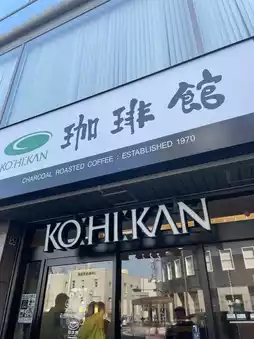 珈琲館
KO:HI:KAN
CHARCOAL ROASTED COFFEE : ESTABLISHED 1970
KO:HI:KAN